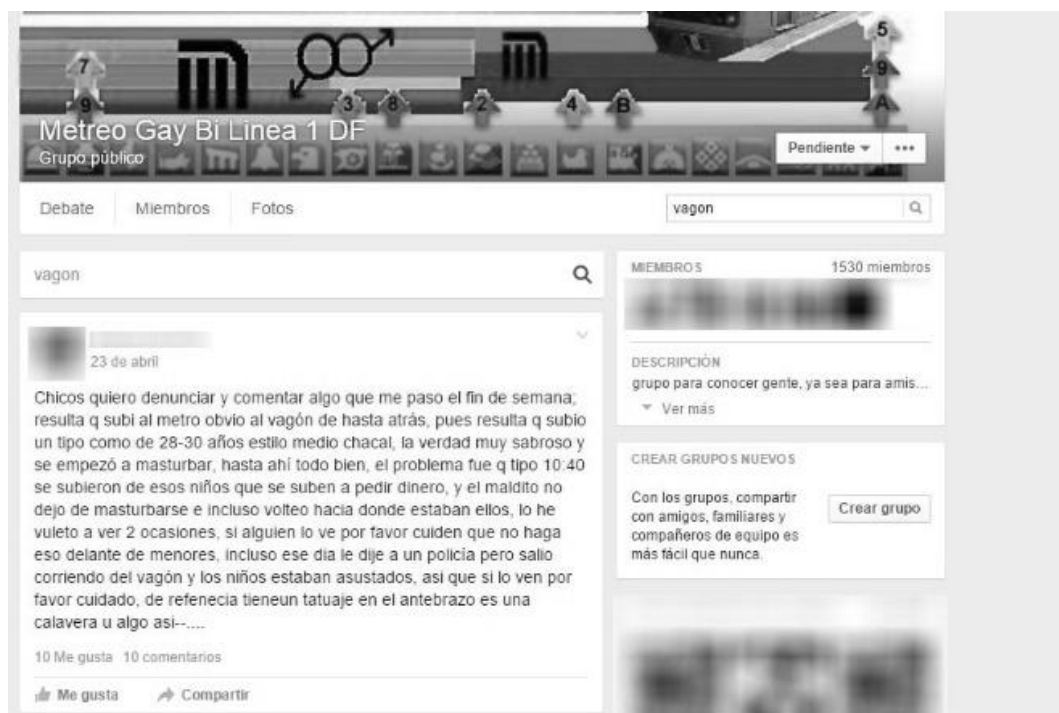 5
7
9
9
3
8
2
4
B
A
Metreo Gay Bi Linea 1 DF
Grupo público
Pendiente
Debate
Miembros
Fotos
vagon
vagon
MIEMBROS
1530 miembros
23 de abril
DESCRIPCIÓN
grupo para conocer gente, ya sea para amis...
Ver más
Chicos quiero denunciar y comentar algo que me paso el fin de semana;
resulta q subi al metro obvio al vagón de hasta atrás, pues resulta q subio
un tipo como de 28-30 años estilo medio chacal, la verdad muy sabroso y
se empezó a masturbar, hasta ahí todo bien, el problema fue q tipo 10:40
se subieron de esos niños que se suben a pedir dinero, y el maldito no
dejo de masturbarse e incluso volteo hacia donde estaban ellos, lo he
vuleto a ver 2 ocasiones, si alguien lo ve por favor cuiden que no haga
eso delante de menores, incluso ese dia le dije a un policía pero salio
corriendo del vagón y los niños estaban asustados, asi que si lo ven por
favor cuidado, de refenecia tieneun tatuaje en el antebrazo es una
calavera u algo asi--....
10 Me gusta 10 comentarios
Me gusta
Compartir
CREAR GRUPOS NUEVOS
Con los grupos, compartir
con amigos, familiares y
compañeros de equipo es
más fácil que nunca.
Crear grupo